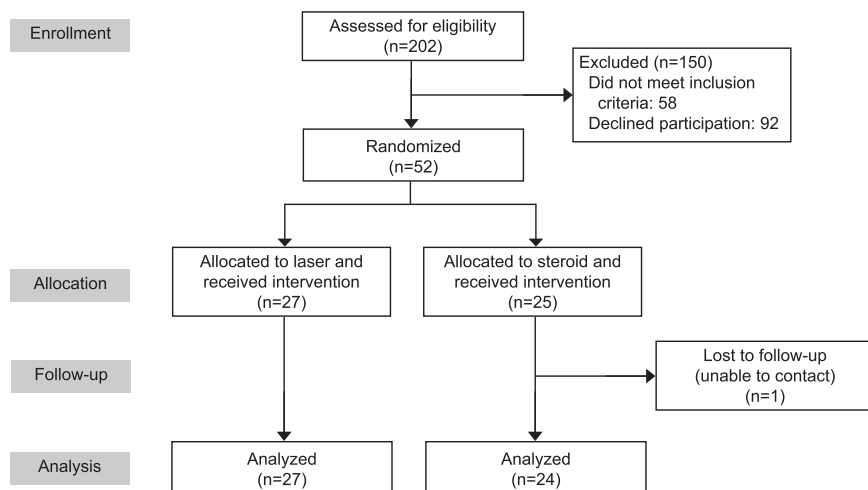 Enrollment
Assessed for eligibility
(n=202)
Excluded (n=150)
Did not meet inclusion
criteria: 58
Declined participation: 92
Randomized
(n=52)
Allocation
Allocated to laser and
received intervention
(n=27)
Allocated to steroid and
received intervention
(n=25)
Follow-up
Lost to follow-up
(unable to contact)
(n=1)
Analysis
Analyzed
(n=27)
Analyzed
(n=24)